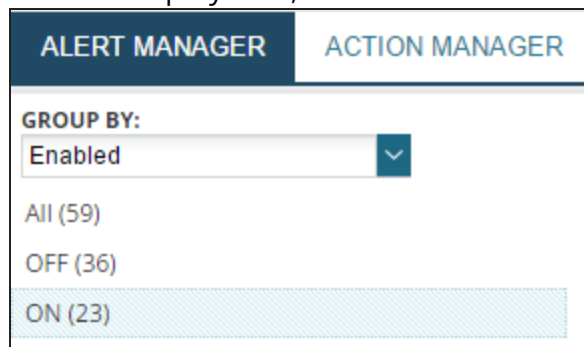 ALERT MANAGER ACTION MANAGER
GROUP BY:
Enabled
All (59)
OFF (36)
ON (23)